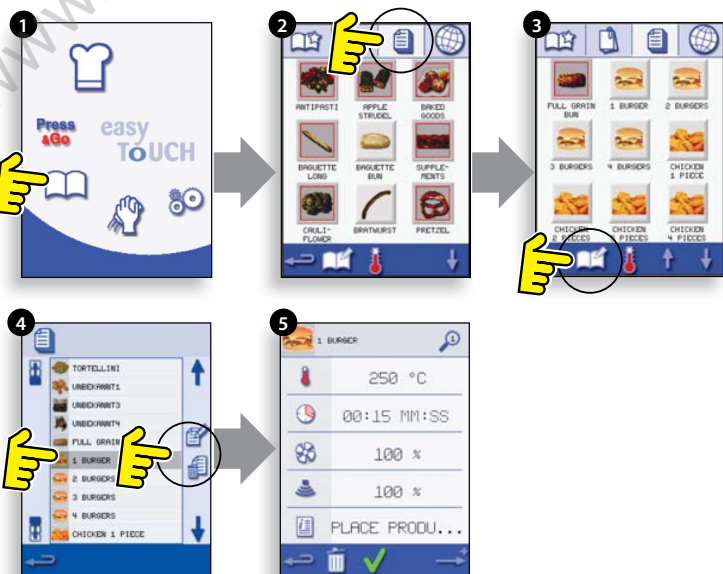 1
Press
&Go
easy
TOUCH
2
ANTIPASTI
APPLE
STRUDEL
BAKED
GOODS
BAGUETTE
LONG
BAGUETTE
BUN
SUPPLE-
MENTS
CAULI-
FLOWER
BRATWURST
PRETZEL
3
FULL GRAIN
BUN
1 BURGER
2 BURGERS
3 BURGERS
4 BURGERS
CHICKEN
1 PIECE
CHICKEN
2 PIECES
CHICKEN
PIECES
CHICKEN
4 PIECES
4
TORTELLINI
UNBEKANNT1
UNBEKANNT3
UNBEKANNT4
FULL GRAIN
1 BURGER
2 BURGERS
3 BURGERS
4 BURGERS
CHICKEN 1 PIECE
5
1 BURGER
1
250 °C
00:15 MM:SS
100 %
100 %
PLACE PRODU...